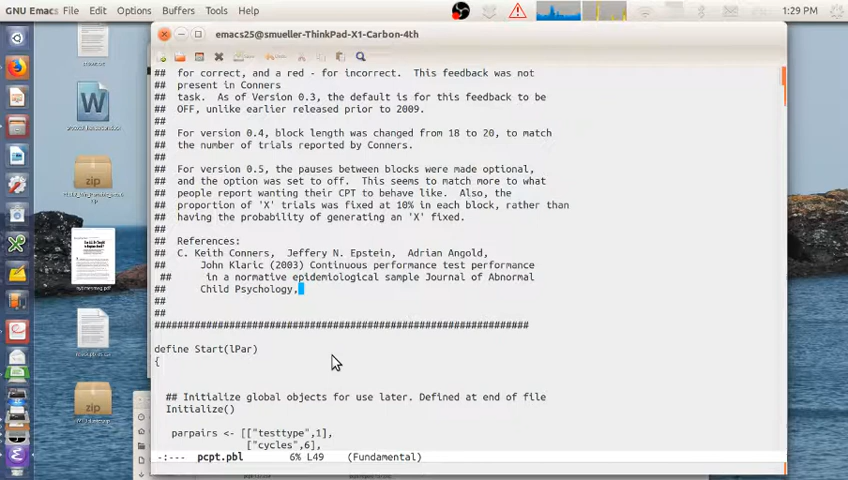 GNU Emac Edit Options Buffers Tools Help 1:29 PM
emacs25@smueller-ThinkPad-X1-Carbon-4th
## for correct, and a red - for incorrect. This feedback was not
## present in Conners
## task. As of Version 0.3, the default is for this feedback to be
## OFF, unlike earlier released prior to 2009.
##
## For version 0.4, block length was changed from 18 to 20, to match
## the number of trials reported by Conners.
##
## For version 0.5, the pauses between blocks were made optional,
## and the option was set to off. This seems to match more to what
## people report wanting their CPT to behave like. Also, the
## proportion of 'X' trials was fixed at 10% in each block, rather than
## having the probability of generating an 'X' fixed.
##
## References:
## C. Keith Conners, Jeffery N. Epstein, Adrian Angold,
## John Klaric (2003) Continuous performance test performance
## in a normative epidemiological sample Journal of Abnormal
## Child Psychology,
##
##
#################################################################
define Start(lPar)
{
## Initialize global objects for use later. Defined at end of file
Initialize()
parpairs <- [["testtype",1],
["cycles",6],
-:--- pcpt.pbl 6% L49 (Fundamental)
zip
zip